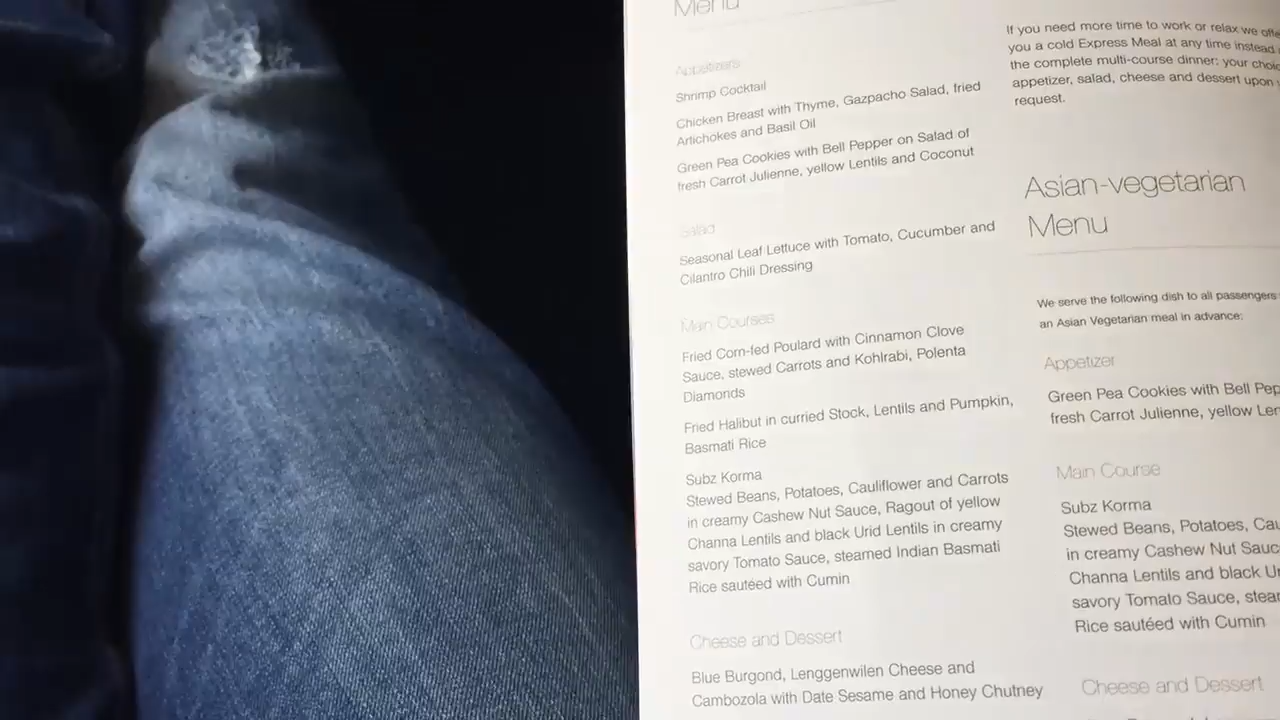 Menu
Appetizers
Shrimp Cocktail
Chicken Breast with Thyme, Gazpacho Salad, fried
Artichokes and Basil Oil
Green Pea Cookies with Bell Pepper on Salad of
fresh Carrot Julienne, yellow Lentils and Coconut
Salad
Seasonal Leaf Lettuce with Tomato, Cucumber and
Cilantro Chili Dressing
Main Courses
Fried Corn-fed Poulard with Cinnamon Clove
Sauce, stewed Carrots and Kohlrabi, Polenta
Diamonds
Fried Halibut in curried Stock, Lentils and Pumpkin,
Basmati Rice
Subz Korma
Stewed Beans, Potatoes, Cauliflower and Carrots
in creamy Cashew Nut Sauce, Ragout of yellow
Channa Lentils and black Urid Lentils in creamy
savory Tomato Sauce, steamed Indian Basmati
Rice sautéed with Cumin
Cheese and Dessert
Blue Burgond, Lenggenwilen Cheese and
Cambozola with Date Sesame and Honey Chutney
If you need more time to work or relax we
you a cold Express Meal at any time instead
the complete multi-course dinner: your
appetizer, salad, cheese and dessert upon
request.
Asian-vegetarian
Menu
We serve the following dish to all passengers
an Asian Vegetarian meal in advance:
Appetizer
Green Pea Cookies with Bell
fresh Carrot Julienne, yellow
Main Course
Subz Korma
Stewed Beans, Potatoes,
in creamy Cashew Nut
Channa Lentils and black
savory Tomato Sauce,
Rice sautéed with Cumin
Cheese and Dessert